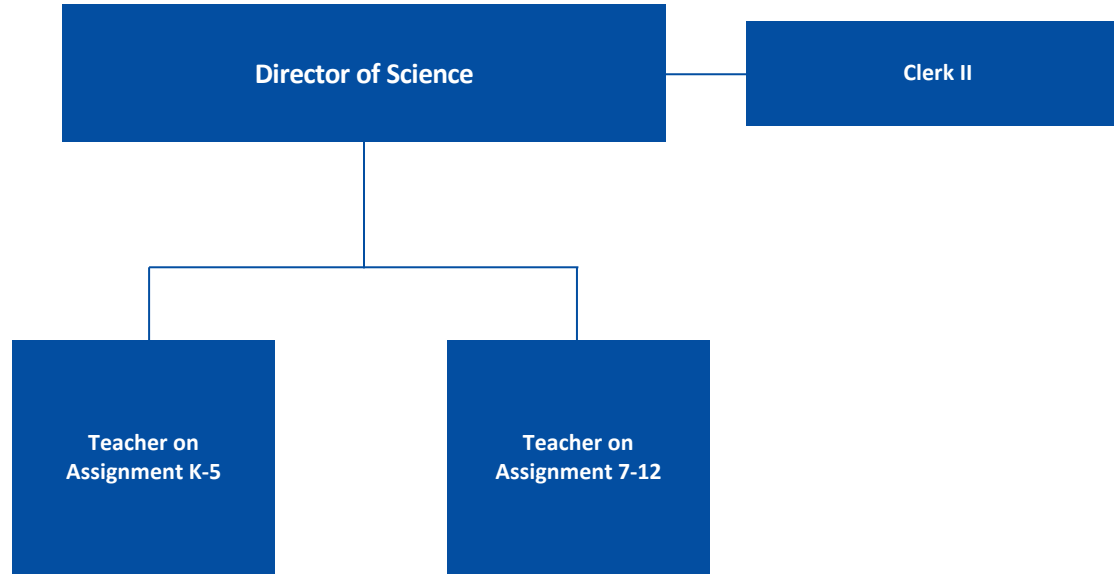 Director of Science
Clerk II
Teacher on
Assignment K-5
Teacher on
Assignment 7-12